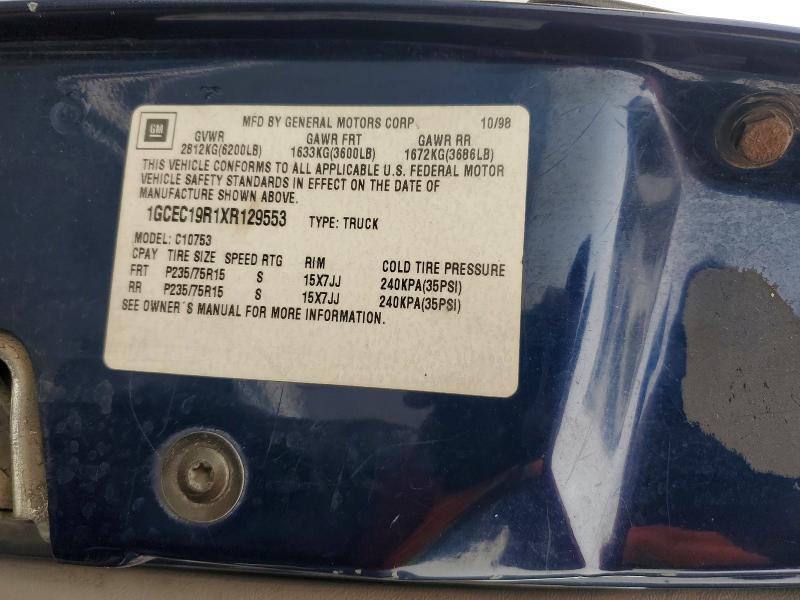 GM
MFD BY GENERAL MOTORS CORP 10/98
GVWR GAWR FRT GAWR RR
2812KG(6200LB) 1633KG(3600LB) 1672KG(3686LB)
THIS VEHICLE CONFORMS TO ALL APPLICABLE U.S. FEDERAL MOTOR
VEHICLE SAFETY STANDARDS IN EFFECT ON THE DATE OF
MANUFACTURE SHOWN ABOVE.
1GCEC19R1XR129553 TYPE: TRUCK
MODEL: C10753
CPAY TIRE SIZE SPEED RTG RIM COLD TIRE PRESSURE
FRT P235/75R15 S 15X7JJ 240KPA(35PSI)
RR P235/75R15 S 15X7JJ 240KPA(35PSI)
SEE OWNER'S MANUAL FOR MORE INFORMATION.